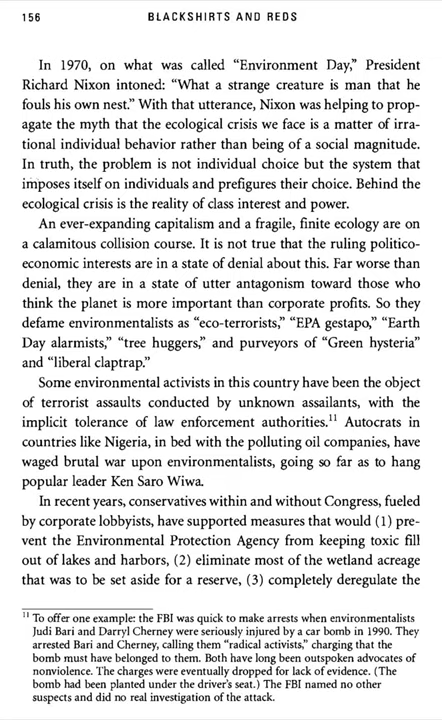 156 BLACKSHIRTS AND REDS
In 1970, on what was called “Environment Day,” President
Richard Nixon intoned: “What a strange creature is man that he
fouls his own nest.” With that utterance, Nixon was helping to prop-
agate the myth that the ecological crisis we face is a matter of irra-
tional individual behavior rather than being of a social magnitude.
In truth, the problem is not individual choice but the system that
imposes itself on individuals and prefigures their choice. Behind the
ecological crisis is the reality of class interest and power.
An ever-expanding capitalism and a fragile, finite ecology are on
a calamitous collision course. It is not true that the ruling politico-
economic interests are in a state of denial about this. Far worse than
denial, they are in a state of utter antagonism toward those who
think the planet is more important than corporate profits. So they
defame environmentalists as “eco-terrorists,” “EPA gestapo,” “Earth
Day alarmists,” “tree huggers,” and purveyors of “Green hysteria”
and “liberal claptrap.”
Some environmental activists in this country have been the object
of terrorist assaults conducted by unknown assailants, with the
implicit tolerance of law enforcement authorities.¹¹ Autocrats in
countries like Nigeria, in bed with the polluting oil companies, have
waged brutal war upon environmentalists, going so far as to hang
popular leader Ken Saro Wiwa.
In recent years, conservatives within and without Congress, fueled
by corporate lobbyists, have supported measures that would (1) pre-
vent the Environmental Protection Agency from keeping toxic fill
out of lakes and harbors, (2) eliminate most of the wetland acreage
that was to be set aside for a reserve, (3) completely deregulate the
¹¹ To offer one example: the FBI was quick to make arrests when environmentalists
Judi Bari and Darryl Cherney were seriously injured by a car bomb in 1990. They
arrested Bari and Cherney, calling them “radical activists,” charging that the
bomb must have belonged to them. Both have long been outspoken advocates of
nonviolence. The charges were eventually dropped for lack of evidence. (The
bomb had been planted under the driver’s seat.) The FBI named no other
suspects and did no real investigation of the attack.